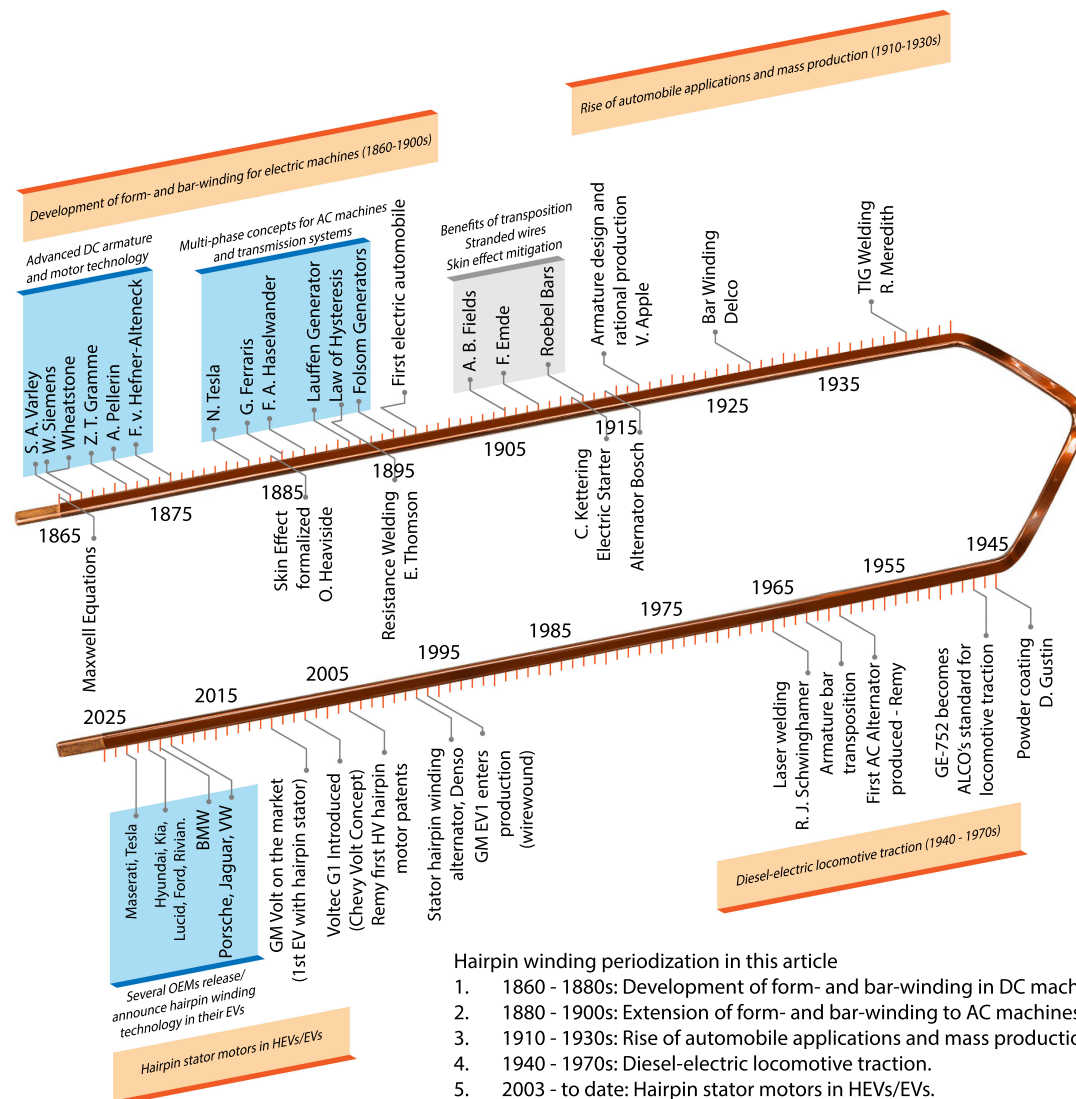 Rise of automobile applications and mass production (1910-1930s)
Development of form- and bar-winding for electric machines (1860-1900s)
Advanced DC armature
and motor technology
Multi-phase concepts for AC machines
and transmission systems
Benefits of transposition
Stranded wires
Skin effect mitigation
S. A. Varley
W. Siemens
Wheatstone
Z. T. Gramme
A. Pellerin
F. v. Hefner-Alteneck
N. Tesla
G. Ferraris
F. A. Haselwander
Lauffen Generator
Law of Hysteresis
Folsom Generators
First electric automobile
A. B. Fields
F. Emde
Roebel Bars
Armature design and
rational production
V. Apple
Bar Winding
Delco
TIG Welding
R. Meredith
1865
1875
1885
1895
1905
1915
1925
1935
Maxwell Equations
Skin Effect
formalized
O. Heaviside
Resistance Welding
E. Thomson
C. Kettering
Electric Starter
Alternator Bosch
2025
2015
2005
1995
1985
1975
1965
1955
1945
Maserati, Tesla
Hyundai, Kia,
Lucid, Ford, Rivian.
BMW
Porsche, Jaguar, VW
GM Volt on the market
(1st EV with hairpin stator)
Voltec G1 Introduced
(Chevy Volt Concept)
Remy first HV hairpin
motor patents
Stator hairpin winding
alternator, Denso
GM EV1 enters
production
(wirewound)
Laser welding
R. J. Schwinghamer
Armature bar
transposition
First AC Alternator
produced - Remy
GE-752 becomes
ALCO's standard for
locomotive traction
Powder coating
D. Gustin
Diesel-electric locomotive traction (1940 - 1970s)
Several OEMs release/
announce hairpin winding
technology in their EVs
Hairpin stator motors in HEVs/EVs
Hairpin winding periodization in this article
1. 1860 - 1880s: Development of form- and bar-winding in DC mach
2. 1880 - 1900s: Extension of form- and bar-winding to AC machines
3. 1910 - 1930s: Rise of automobile applications and mass productio
4. 1940 - 1970s: Diesel-electric locomotive traction.
5. 2003 - to date: Hairpin stator motors in HEVs/EVs.